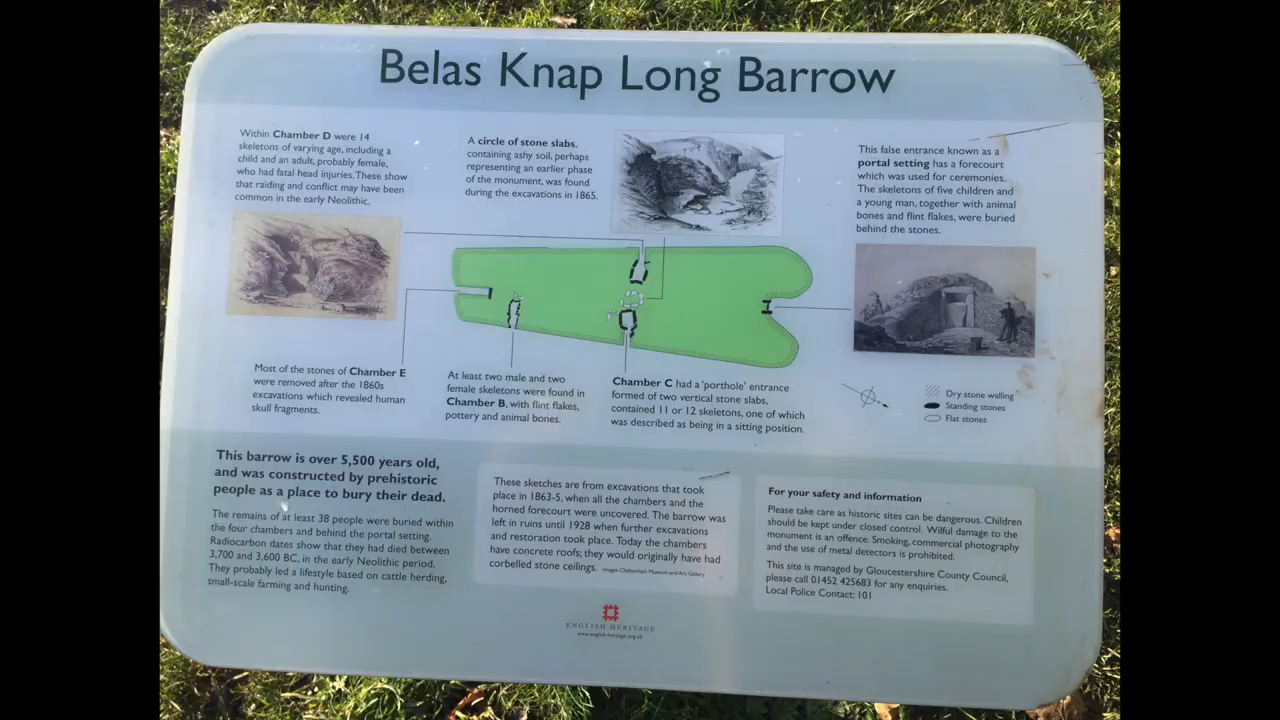 Belas Knap Long Barrow
Within Chamber D were 14
skeletons of varying age, including a
child and an adult, probably female,
who had fatal head injuries. These show
that raiding and conflict may have been
common in the early Neolithic.
A circle of stone slabs,
containing ashy soil, perhaps
representing an earlier phase
of the monument, was found
during the excavations in 1865.
This false entrance known as a
portal setting has a forecourt
which was used for ceremonies.
The skeletons of five children and
a young man, together with animal
bones and flint flakes, were buried
behind the stones.
Most of the stones of Chamber E
were removed after the 1860s
excavations which revealed human
skull fragments.
At least two male and two
female skeletons were found in
Chamber B, with flint flakes,
pottery and animal bones.
Chamber C had a 'porthole' entrance
formed of two vertical stone slabs,
contained 11 or 12 skeletons, one of which
was described as being in a sitting position.
Dry stone walling
Standing stones
Flat stones
This barrow is over 5,500 years old,
and was constructed by prehistoric
people as a place to bury their dead.
The remains of at least 38 people were buried within
the four chambers and behind the portal setting.
Radiocarbon dates show that they had died between
3,700 and 3,600 BC, in the early Neolithic period.
They probably led a lifestyle based on cattle herding,
small-scale farming and hunting.
These sketches are from excavations that took
place in 1863-5, when all the chambers and the
horned forecourt were uncovered. The barrow was
left in ruins until 1928 when further excavations
and restoration took place. Today the chambers
have concrete roofs; they would originally have had
corbelled stone ceilings. Images Cheltenham Museum and Art Gallery
For your safety and information
Please take care as historic sites can be dangerous. Children
should be kept under closed control. Wilful damage to the
monument is an offence. Smoking, commercial photography
and the use of metal detectors is prohibited.
This site is managed by Gloucestershire County Council,
please call 01452 425683 for any enquiries.
Local Police Contact: 101
ENGLISH HERITAGE
www.english-heritage.org.uk